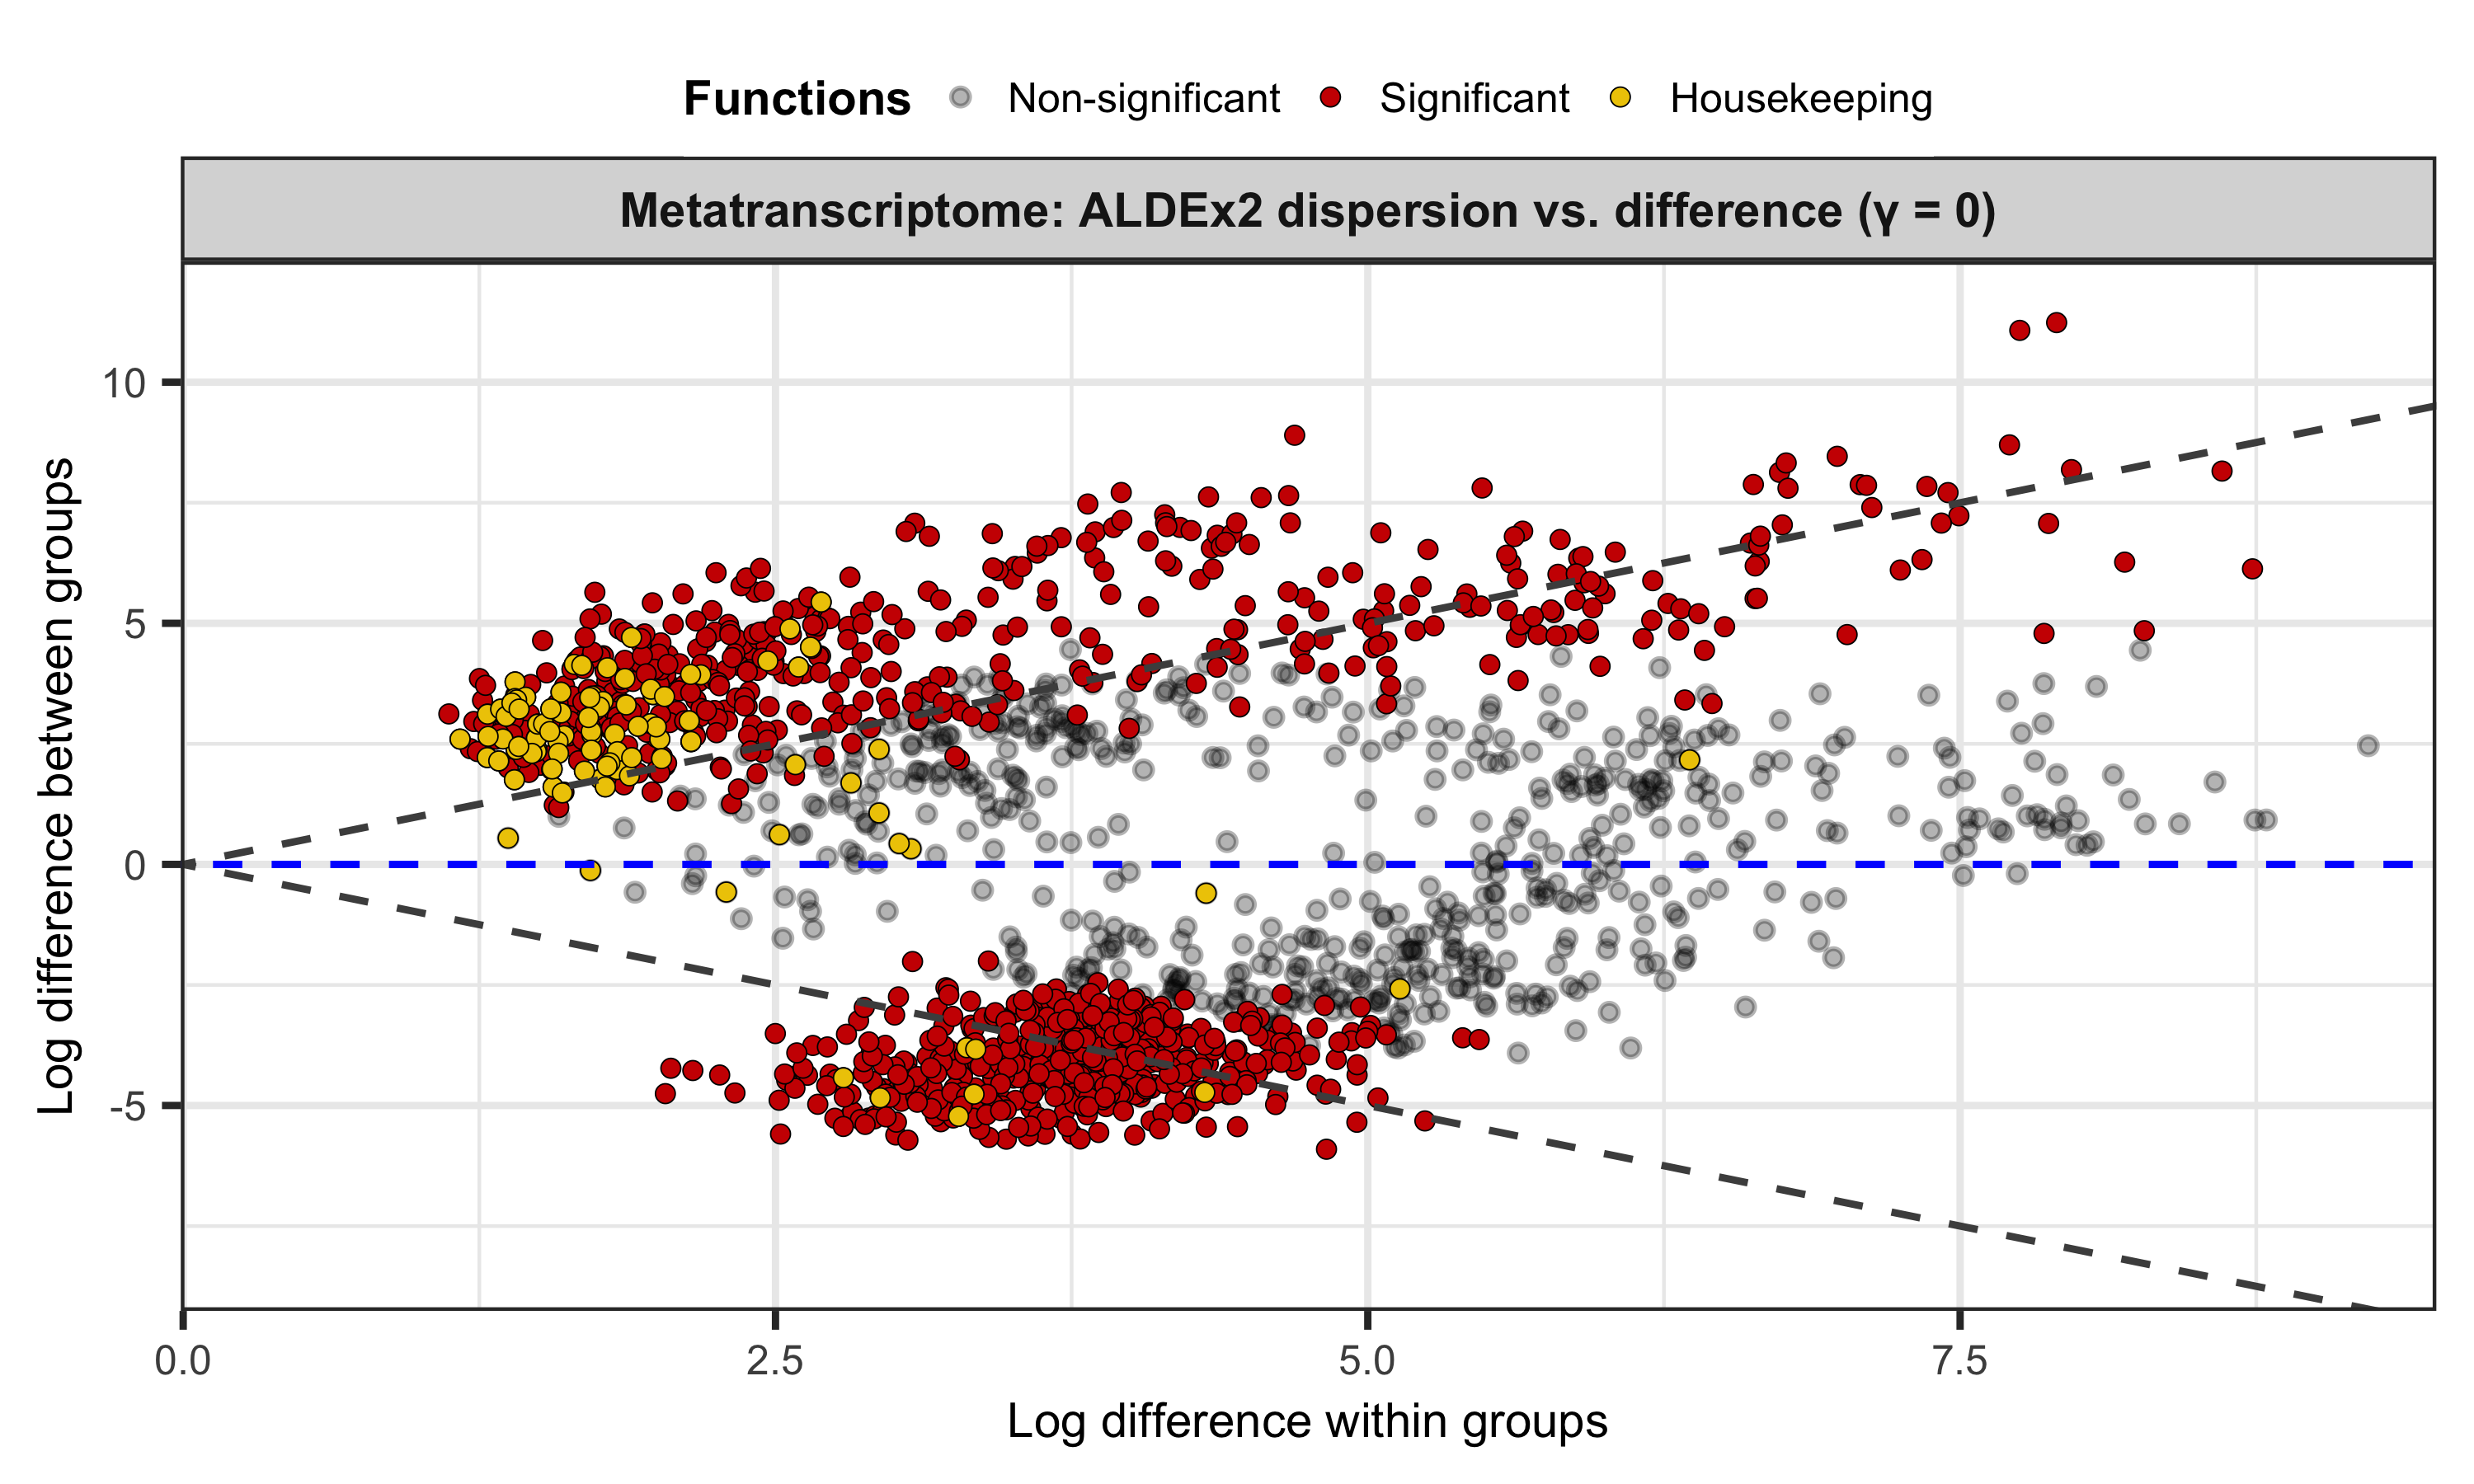 Functions Non-significant Significant Housekeeping
Metatranscriptome: ALDEx2 dispersion vs. difference (γ = 0)
Log difference between groups
10
5
0
-5
0.0 2.5 5.0 7.5
Log difference within groups